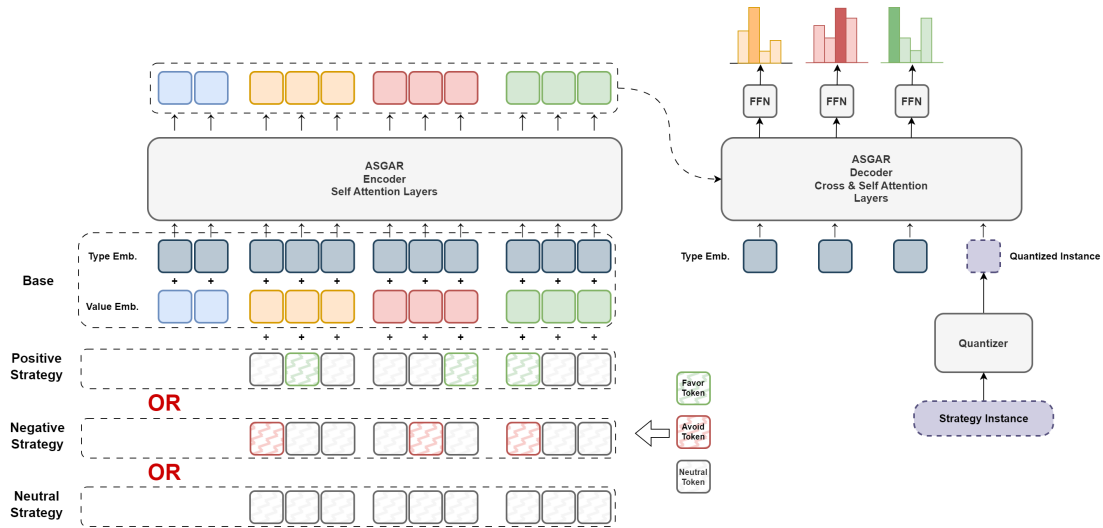 FFN
FFN
FFN
ASGAR
Encoder
Self Attention Layers
ASGAR
Decoder
Cross & Self Attention
Layers
Base
Type Emb.
+ + + + + + + + + + +
Value Emb.
+ + + + + + + + +
Type Emb.
Quantized Instance
Quantizer
Strategy Instance
Positive
Strategy
OR
Negative
Strategy
OR
Neutral
Strategy
Favor
Token
Avoid
Token
Neutral
Token